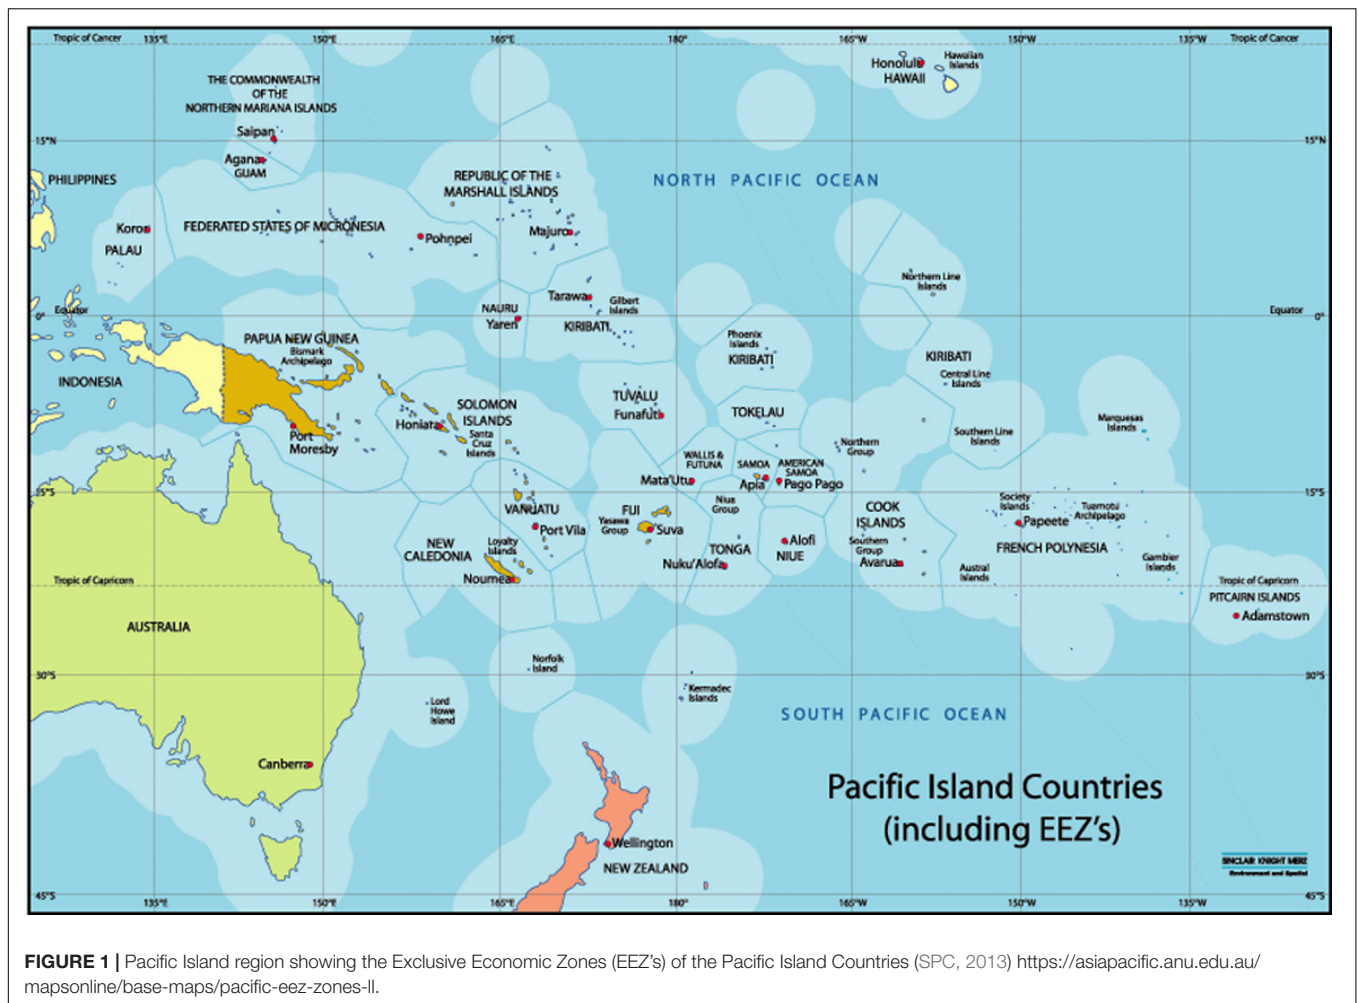 Tropic of Cancer
135°E
150°E
165°E
180°
165°W
150°W
135°W
Tropic of Cancer
Honolulu
HAWAII
Hawaiian
Islands
THE COMMONWEALTH
OF THE
NORTHERN MARIANA ISLANDS
Saipan
15°N
15°N
Agana
GUAM
PHILIPPINES
REPUBLIC OF THE
MARSHALL ISLANDS
NORTH PACIFIC OCEAN
Koror
PALAU
FEDERATED STATES OF MICRONESIA
Pohnpei
Majuro
Northern Line
Islands
Tarawa
Gilbert
Islands
KIRIBATI
NAURU
Yaren
Equator
0°
Equator
0°
PAPUA NEW GUINEA
Bismark
Archipelago
Phoenix
Islands
KIRIBATI
KIRIBATI
Central Line
Islands
INDONESIA
TUVALU
Funafuti
TOKELAU
SOLOMON
ISLANDS
Honiara
Santa
Cruz
Islands
Port
Moresby
Marquesas
Islands
Southern Line
Islands
Northern
Group
WALLIS &
FUTUNA
Mata'Utu
SAMOA
Apia
AMERICAN
SAMOA
Pago Pago
15°S
15°S
VANUATU
Port Vila
FIJI
Yasawa
Group
Suva
Niua
Group
TONGA
Nuku'Alofa
Alofi
NIUE
COOK
ISLANDS
Southern
Group
Avarua
Society
Islands
Papeete
Tuamotu
Archipelago
FRENCH POLYNESIA
Gambier
Islands
Austral
Islands
NEW
CALEDONIA
Loyalty
Islands
Noumea
Tropic of Capricorn
Tropic of Capricorn
PITCAIRN ISLANDS
Adamstown
AUSTRALIA
Norfolk
Island
Kermadec
Islands
30°S
30°S
Lord
Howe
Island
SOUTH PACIFIC OCEAN
Canberra
Pacific Island Countries
(including EEZ's)
Wellington
NEW ZEALAND
SINCLAIR KNIGHT MERZ
Environment and Spatial
45°S
45°S
135°E
150°E
165°E
180°
165°W
150°W
135°W
FIGURE 1 | Pacific Island region showing the Exclusive Economic Zones (EEZ's) of the Pacific Island Countries (SPC, 2013) https://asiapacific.anu.edu.au/
mapsonline/base-maps/pacific-eez-zones-ll.